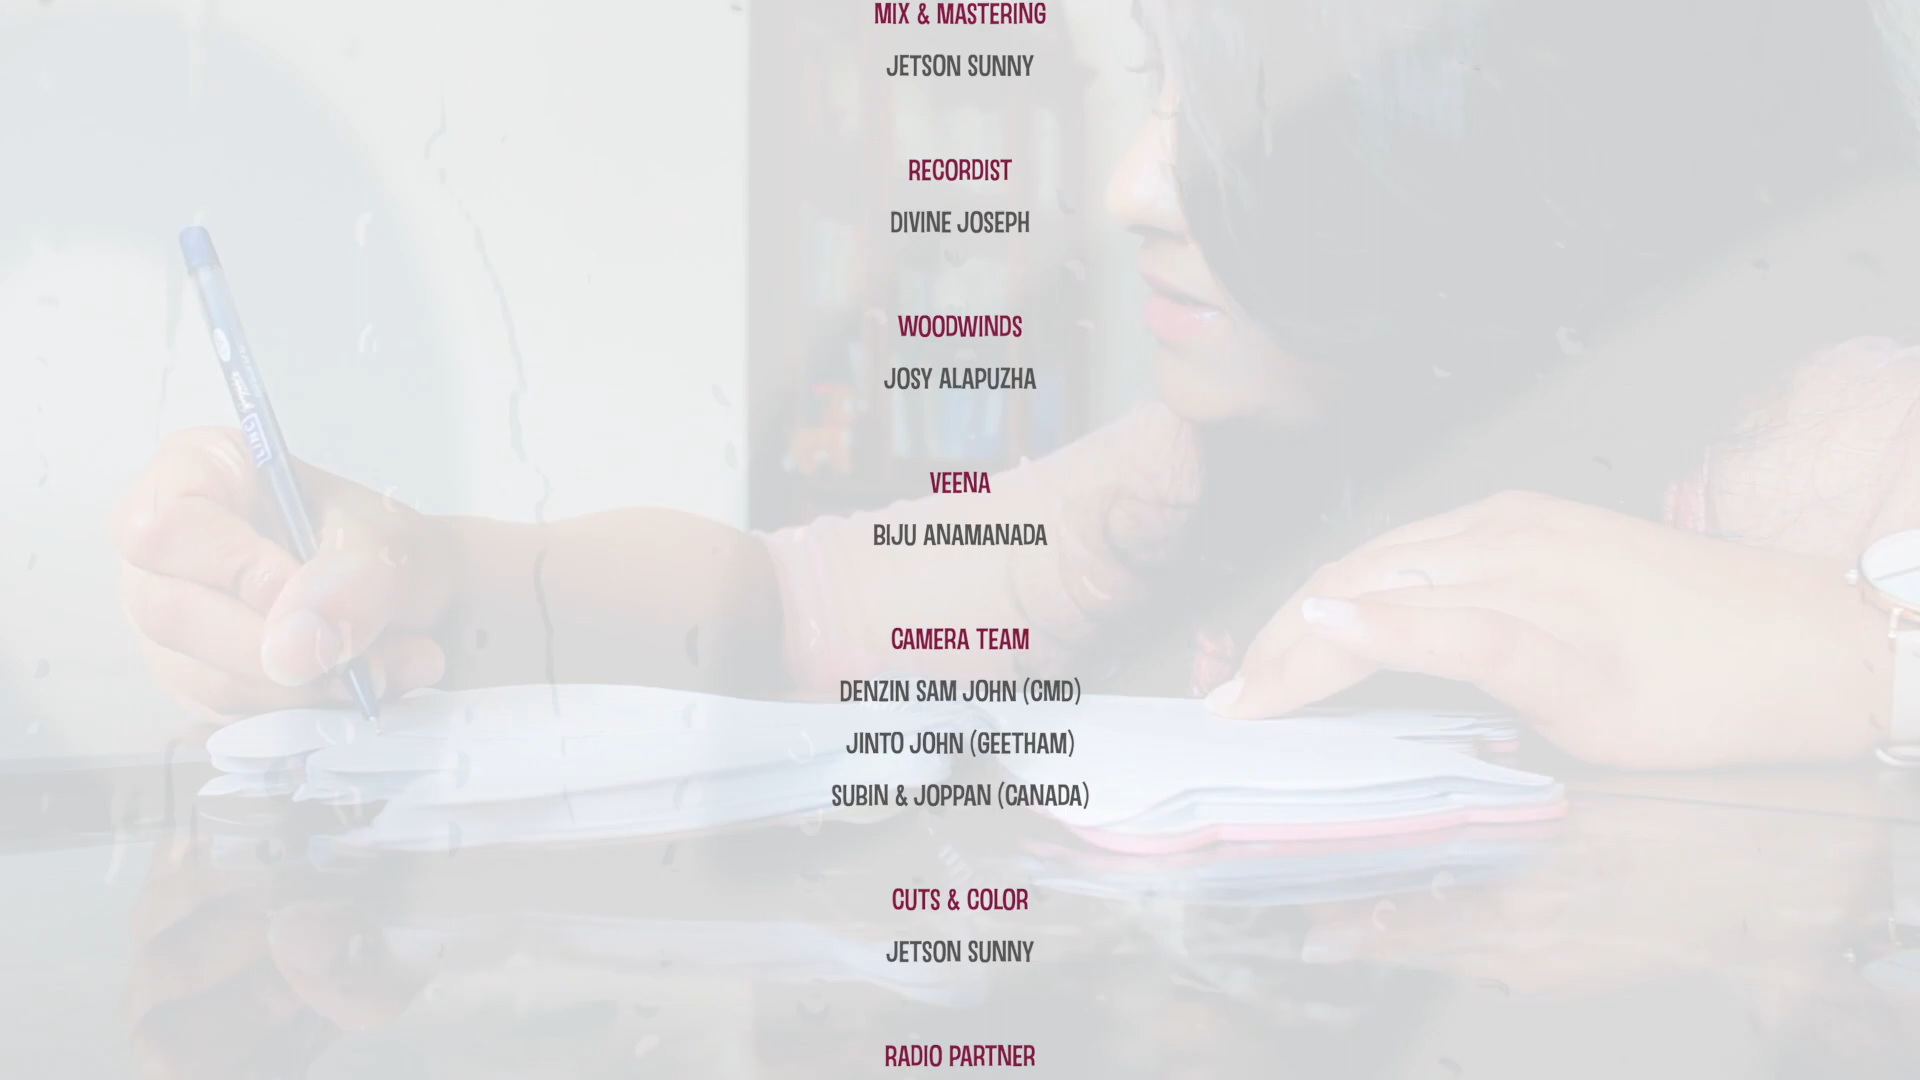 MIX & MASTERING
JETSON SUNNY
RECORDIST
DIVINE JOSEPH
WOODWINDS
JOSY ALAPUZHA
VEENA
BIJU ANAMANADA
CAMERA TEAM
DENZIN SAM JOHN (CMD)
JINTO JOHN (GEETHAM)
SUBIN & JOPPAN (CANADA)
CUTS & COLOR
JETSON SUNNY
RADIO PARTNER
LINC